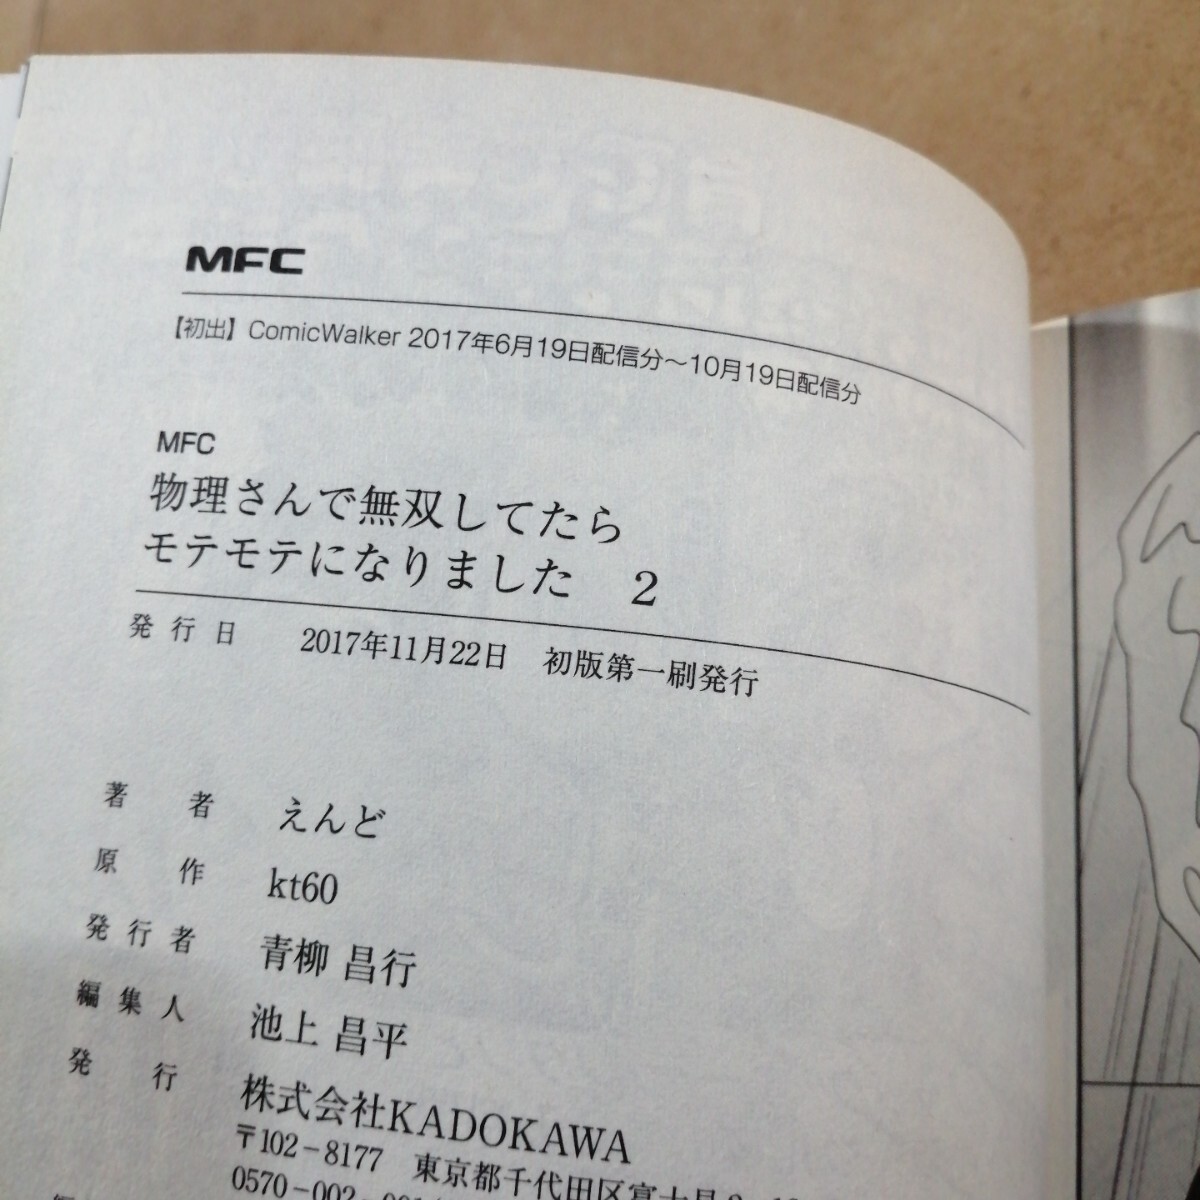 MFC
【初出】ComicWalker 2017年6月19日配信分～10月19日配信分
MFC
物理さんで無双してたら
モテモテになりました　2
発行日　2017年11月22日　初版第一刷発行
著者　えんど
原作　kt60
発行者　青柳 昌行
編集人　池上 昌平
発行　株式会社KADOKAWA
〒102－8177　東京都千代田区富士見
0570-002-